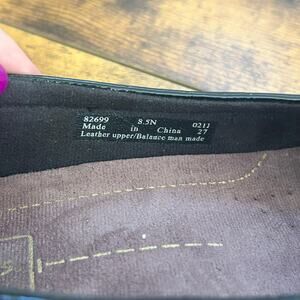 82699 8.5N 0211
Made in China 27
Leather upper/Balance man made